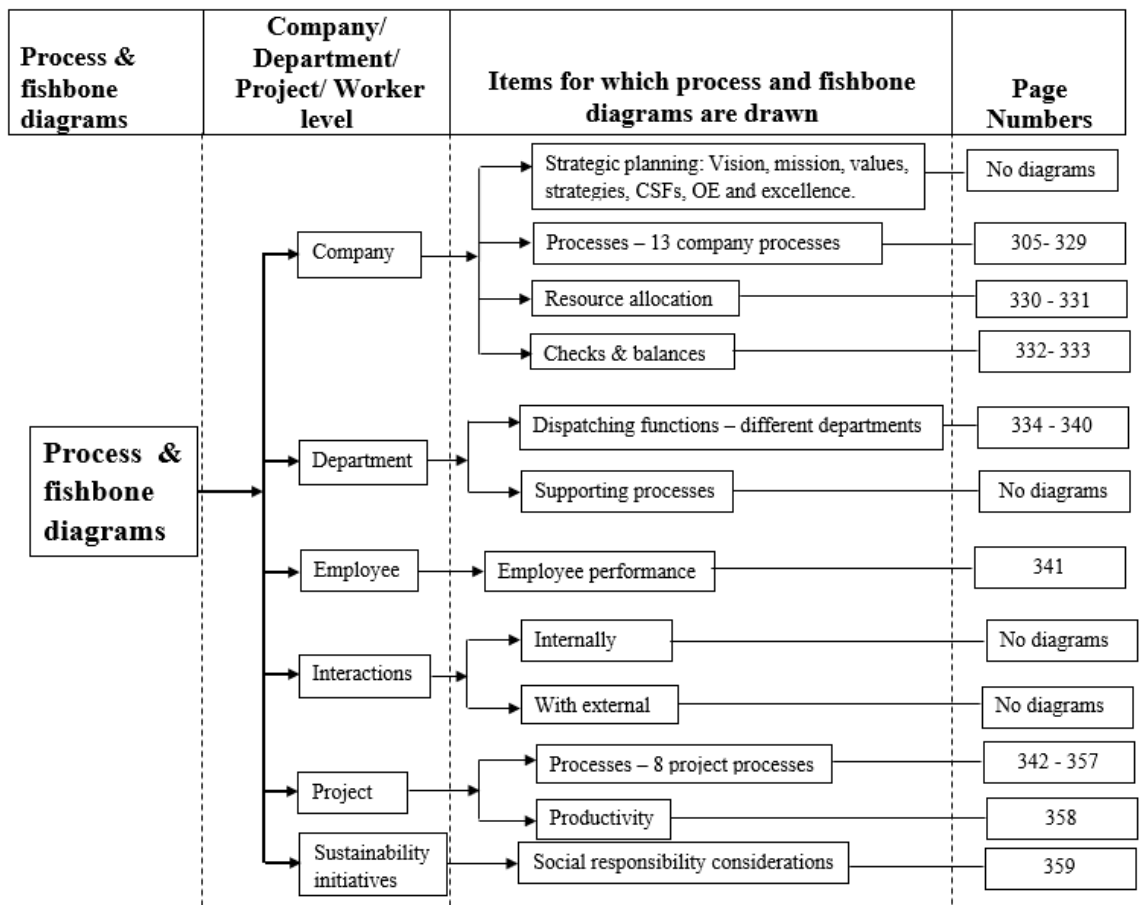 Process &
fishbone
diagrams
Company/
Department/
Project/ Worker
level
Items for which process and fishbone
diagrams are drawn
Page
Numbers
Process &
fishbone
diagrams
Company
Strategic planning: Vision, mission, values,
strategies, CSFs, OE and excellence.
No diagrams
Processes – 13 company processes
305- 329
Resource allocation
330 - 331
Checks & balances
332- 333
Department
Dispatching functions – different departments
334 - 340
Supporting processes
No diagrams
Employee
Employee performance
341
Interactions
Internally
No diagrams
With external
No diagrams
Project
Processes – 8 project processes
342 - 357
Productivity
358
Sustainability
initiatives
Social responsibility considerations
359